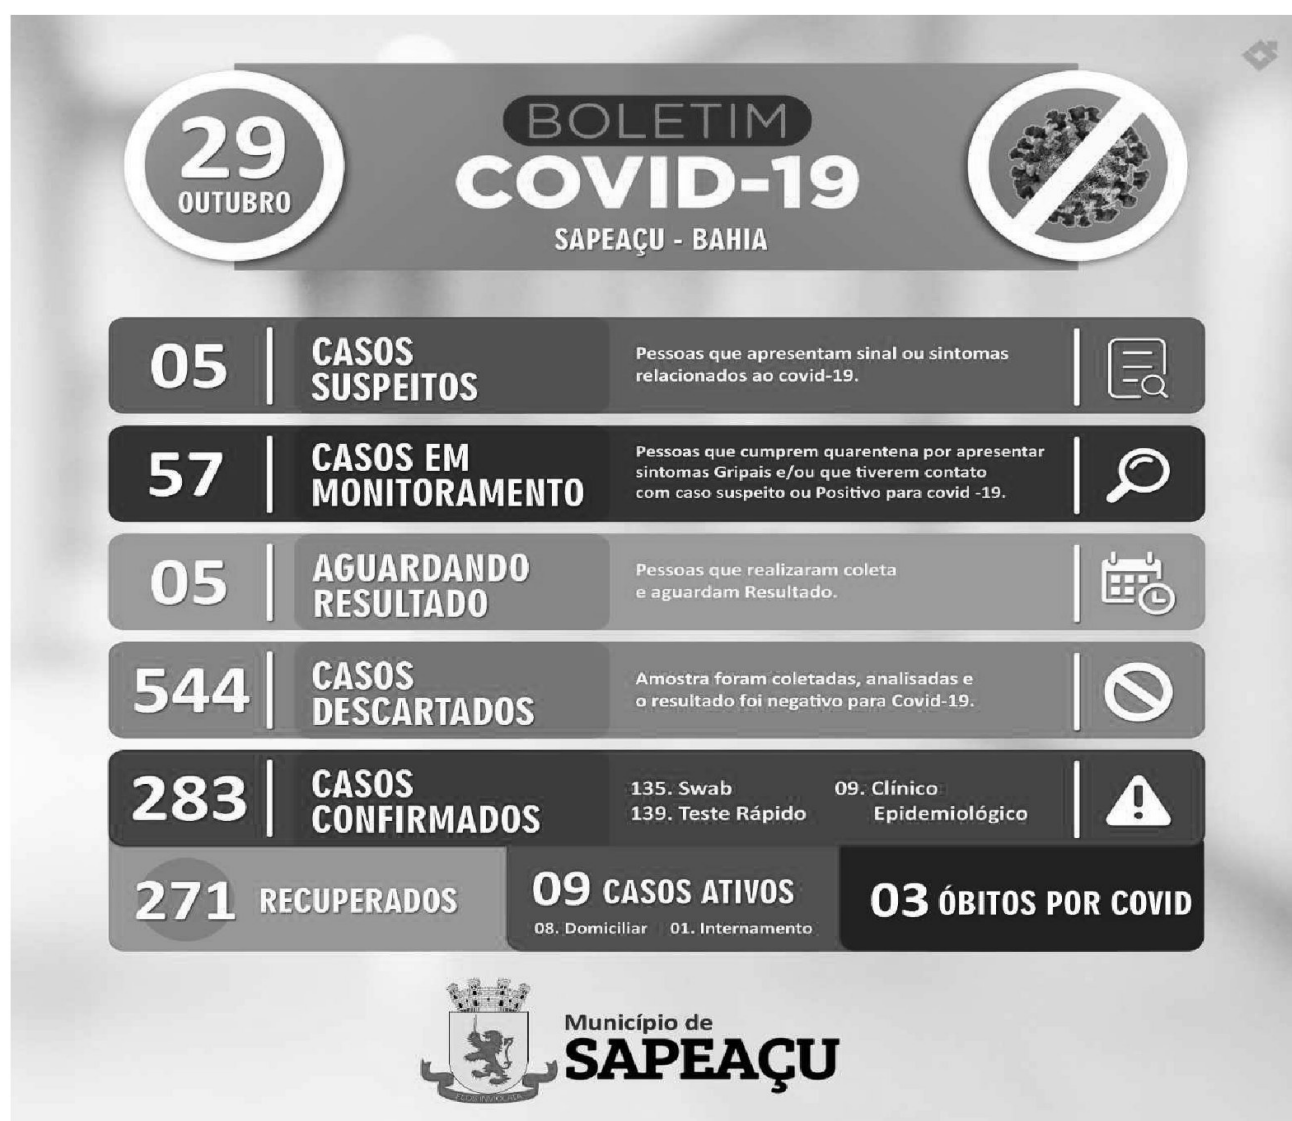 29
OUTUBRO
BOLETIM
COVID-19
SAPEAÇU - BAHIA
05
CASOS
SUSPEITOS
Pessoas que apresentam sinal ou sintomas
relacionados ao covid-19.
57
CASOS EM
MONITORAMENTO
Pessoas que cumprem quarentena por apresentar
sintomas Gripais e/ou que tiverem contato
com caso suspeito ou Positivo para covid -19.
05
AGUARDANDO
RESULTADO
Pessoas que realizaram coleta
e aguardam Resultado.
544
CASOS
DESCARTADOS
Amostra foram coletadas, analisadas e
o resultado foi negativo para Covid-19.
283
CASOS
CONFIRMADOS
135. Swab
139. Teste Rápido
09. Clínico
Epidemiológico
271 RECUPERADOS
09 CASOS ATIVOS
08. Domiciliar 01. Internamento
03 ÓBITOS POR COVID
Município de
SAPEAÇU